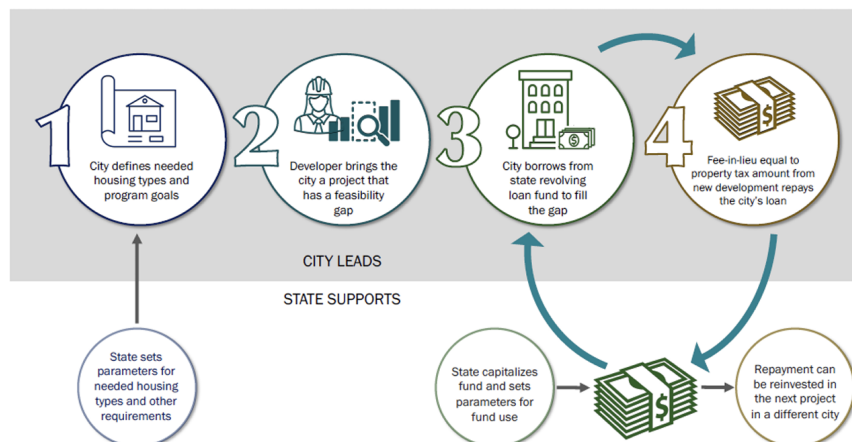 1
City defines needed
housing types and
program goals
2
Developer brings the
city a project that
has a feasibility
gap
3
City borrows from
state revolving
loan fund to fill
the gap
$
4
$
Fee-in-lieu equal to
property tax amount from
new development repays
the city's loan
CITY LEADS
STATE SUPPORTS
State sets
parameters for
needed housing
types and other
requirements
State capitalizes
fund and sets
parameters for
fund use
$
Repayment can
be reinvested in
the next project
in a different city